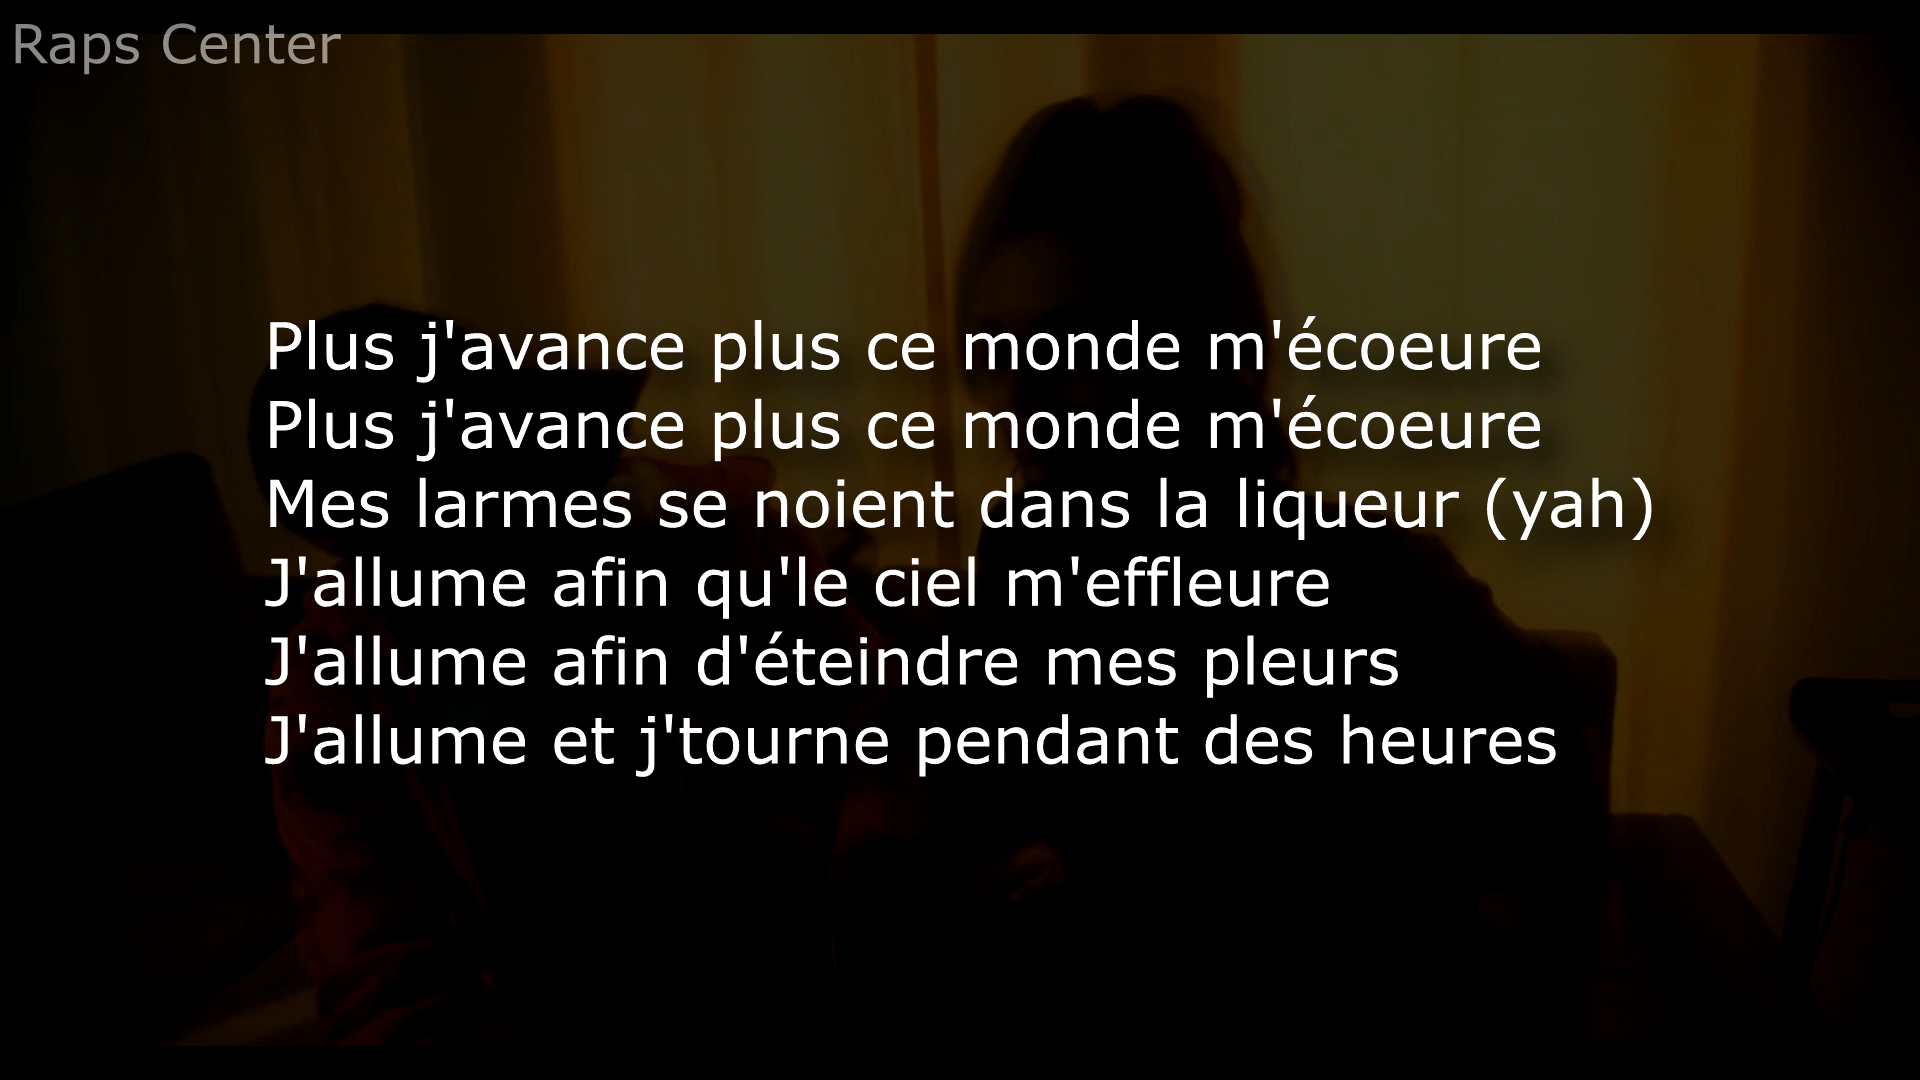 Raps Center
Plus j'avance plus ce monde m'écoeure
Plus j'avance plus ce monde m'écoeure
Mes larmes se noient dans la liqueur (yah)
J'allume afin qu'le ciel m'effleure
J'allume afin d'éteindre mes pleurs
J'allume et j'tourne pendant des heures